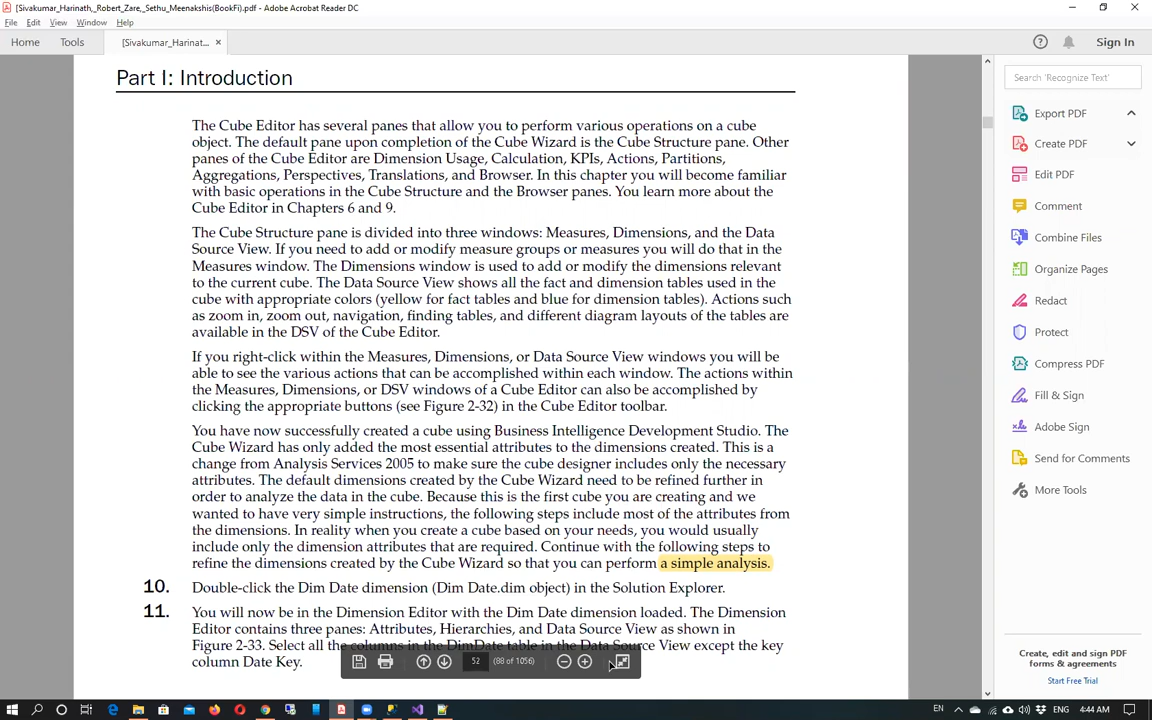 [Sivakumar_Harinath,_Robert_Zare,_Sethu_Meenakshis(BookFi).pdf - Adobe Acrobat Reader DC
File Edit View Window Help
Home Tools [Sivakumar_Harinat... × Sign In
Part I: Introduction
The Cube Editor has several panes that allow you to perform various operations on a cube
object. The default pane upon completion of the Cube Wizard is the Cube Structure pane. Other
panes of the Cube Editor are Dimension Usage, Calculation, KPIs, Actions, Partitions,
Aggregations, Perspectives, Translations, and Browser. In this chapter you will become familiar
with basic operations in the Cube Structure and the Browser panes. You learn more about the
Cube Editor in Chapters 6 and 9.
The Cube Structure pane is divided into three windows: Measures, Dimensions, and the Data
Source View. If you need to add or modify measure groups or measures you will do that in the
Measures window. The Dimensions window is used to add or modify the dimensions relevant
to the current cube. The Data Source View shows all the fact and dimension tables used in the
cube with appropriate colors (yellow for fact tables and blue for dimension tables). Actions such
as zoom in, zoom out, navigation, finding tables, and different diagram layouts of the tables are
available in the DSV of the Cube Editor.
If you right-click within the Measures, Dimensions, or Data Source View windows you will be
able to see the various actions that can be accomplished within each window. The actions within
the Measures, Dimensions, or DSV windows of a Cube Editor can also be accomplished by
clicking the appropriate buttons (see Figure 2-32) in the Cube Editor toolbar.
You have now successfully created a cube using Business Intelligence Development Studio. The
Cube Wizard has only added the most essential attributes to the dimensions created. This is a
change from Analysis Services 2005 to make sure the cube designer includes only the necessary
attributes. The default dimensions created by the Cube Wizard need to be refined further in
order to analyze the data in the cube. Because this is the first cube you are creating and we
wanted to have very simple instructions, the following steps include most of the attributes from
the dimensions. In reality when you create a cube based on your needs, you would usually
include only the dimension attributes that are required. Continue with the following steps to
refine the dimensions created by the Cube Wizard so that you can perform a simple analysis.
10. Double-click the Dim Date dimension (Dim Date.dim object) in the Solution Explorer.
11. You will now be in the Dimension Editor with the Dim Date dimension loaded. The Dimension
Editor contains three panes: Attributes, Hierarchies, and Data Source View as shown in
Figure 2-33. Select all the columns in the DimDate table in the Data Source View except the key
column Date Key.
52 (88 of 1056)
Search 'Recognize Text'
Export PDF
Create PDF
Edit PDF
Comment
Combine Files
Organize Pages
Redact
Protect
Compress PDF
Fill & Sign
Adobe Sign
Send for Comments
More Tools
Create, edit and sign PDF
forms & agreements
Start Free Trial
EN ENG 4:44 AM